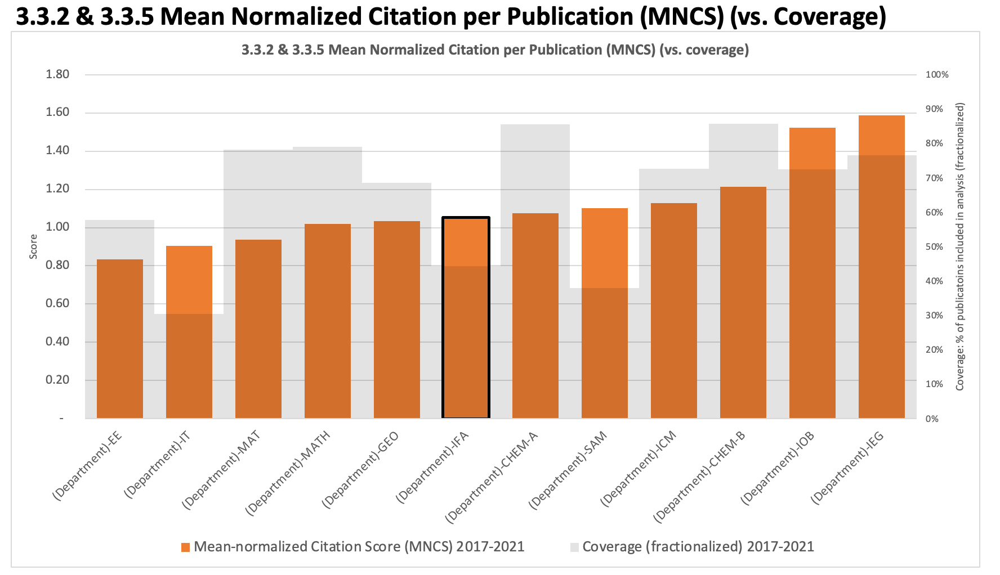 3.3.2 & 3.3.5 Mean Normalized Citation per Publication (MNCS) (vs. Coverage)
3.3.2 & 3.3.5 Mean Normalized Citation per Publication (MNCS) (vs. coverage)
1.80
1.60
1.40
1.20
1.00
0.80
0.60
0.40
0.20
-
Score
100%
90%
80%
70%
60%
50%
40%
30%
20%
10%
0%
Coverage: % of publicatoins included in analysis (fractionalized)
(Department)-EE
(Department)-IT
(Department)-MAT
(Department)-MATH
(Department)-GEO
(Department)-IFA
(Department)-CHEM-A
(Department)-SAM
(Department)-ICM
(Department)-CHEM-B
(Department)-IOB
(Department)-IEG
Mean-normalized Citation Score (MNCS) 2017-2021
Coverage (fractionalized) 2017-2021